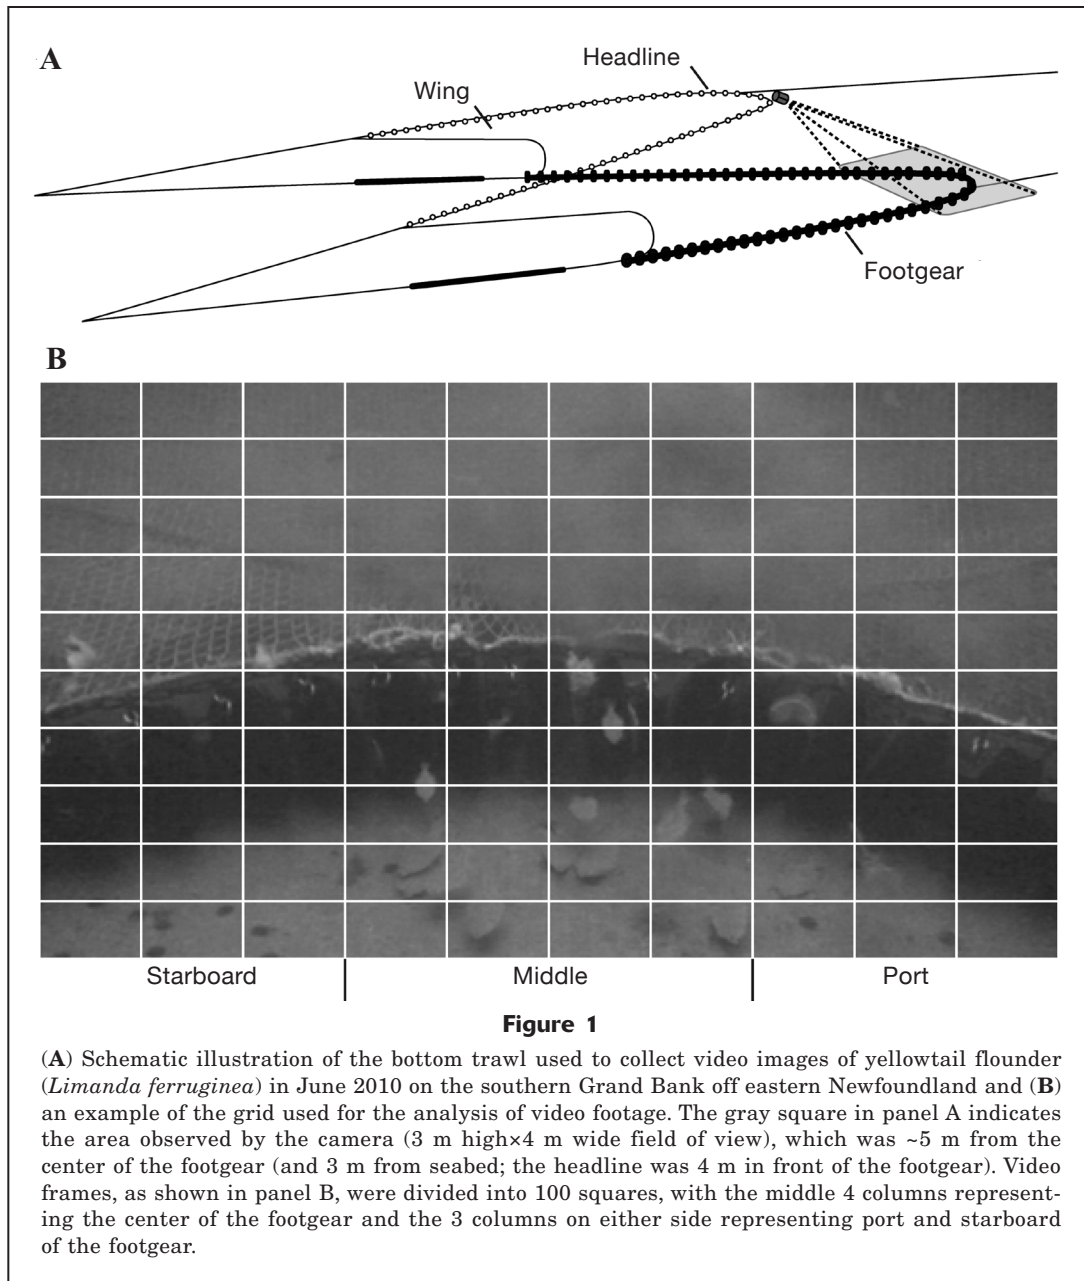 A
Headline
Wing
Footgear
B
Starboard
Middle
Port
Figure 1
(A) Schematic illustration of the bottom trawl used to collect video images of yellowtail flounder
(Limanda ferruginea) in June 2010 on the southern Grand Bank off eastern Newfoundland and (B)
an example of the grid used for the analysis of video footage. The gray square in panel A indicates
the area observed by the camera (3 m high×4 m wide field of view), which was ~5 m from the
center of the footgear (and 3 m from seabed; the headline was 4 m in front of the footgear). Video
frames, as shown in panel B, were divided into 100 squares, with the middle 4 columns represent-
ing the center of the footgear and the 3 columns on either side representing port and starboard
of the footgear.